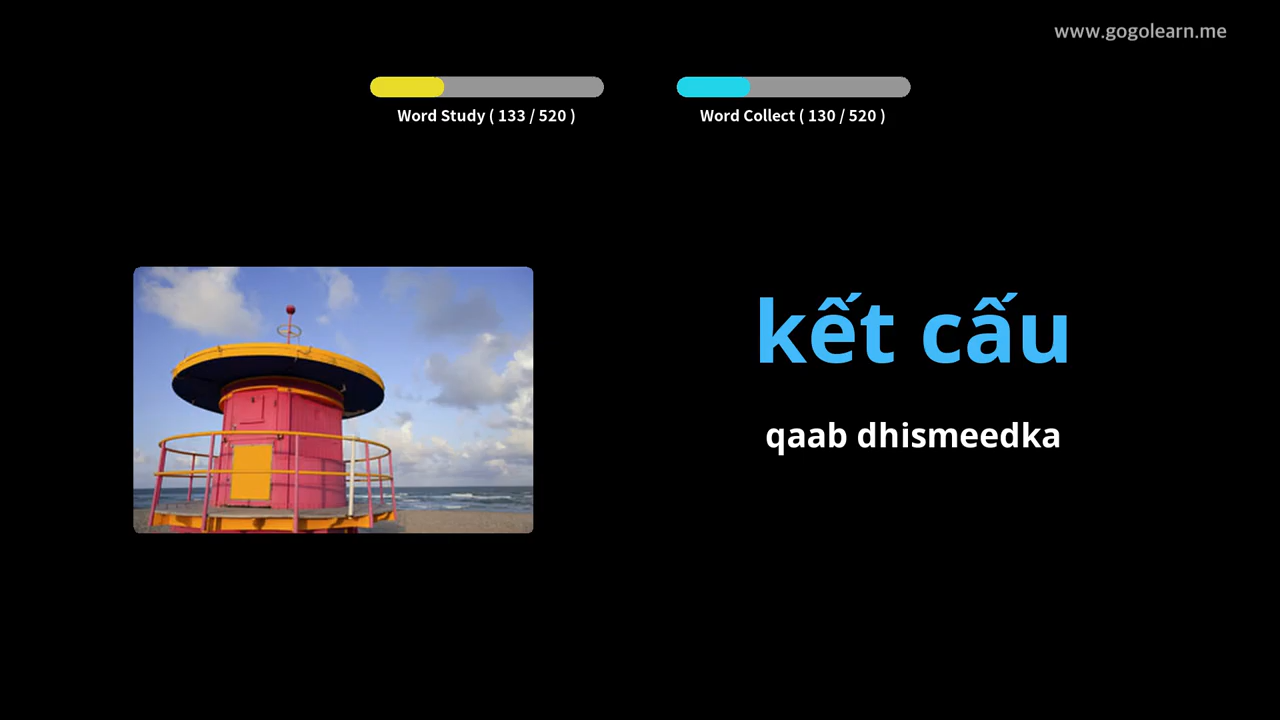 www.gogolearn.me
Word Study ( 133 / 520 )
Word Collect ( 130 / 520 )
kết cấu
qaab dhismeedka